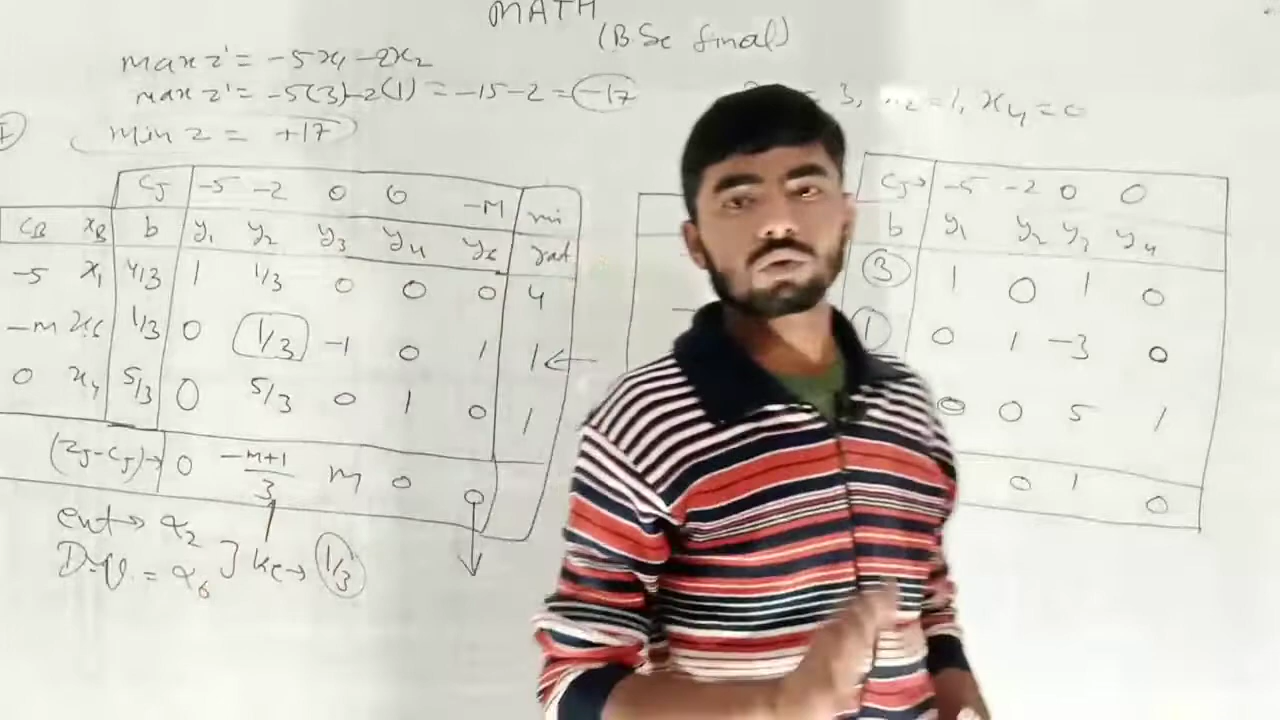 MATH
(B.Sc final)
max z' = -5x₁ -2x₂
max z' = -5(3)-2(1) = -15-2 = -17
= 3, x₂=1, x₄=0
min z = +17
CJ -5 -2 0 0 -M mi
CB xB b y₁ y₂ y₃ y₄ rat
-5 x₁ 4/3 1 1/3 0 0 0 4
-M x₆ 1/3 0 1/3 -1 0 1 1←
0 x₄ 5/3 0 5/3 0 1 0 1
(zJ-CJ)→ 0 -M+1/3 M 0 0
ent→ x₂
D.V. = x₆ } → 1/3
CJ→ -5 -2 0 0
b y₁ y₂ y₃ y₄
3 1 0 1 0
1 0 1 -3 0
0 0 5 1
0 1 0